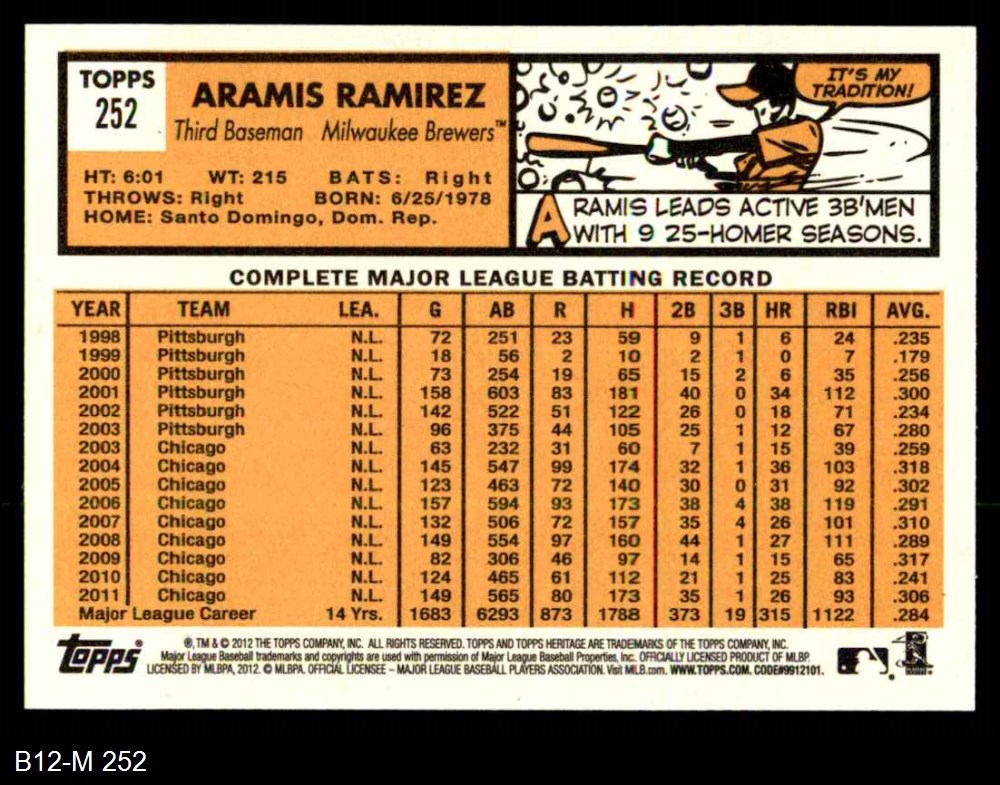 TOPPS
252
ARAMIS RAMIREZ
Third Baseman Milwaukee Brewers™
HT: 6:01 WT: 215 BATS: Right
THROWS: Right BORN: 6/25/1978
HOME: Santo Domingo, Dom. Rep.
IT'S MY
TRADITION!
ARAMIS LEADS ACTIVE 3B'MEN
WITH 9 25-HOMER SEASONS.
COMPLETE MAJOR LEAGUE BATTING RECORD
YEAR TEAM LEA. G AB R H 2B 3B HR RBI AVG.
1998 Pittsburgh N.L. 72 251 23 59 9 1 6 24 .235
1999 Pittsburgh N.L. 18 56 2 10 2 1 0 7 .179
2000 Pittsburgh N.L. 73 254 19 65 15 2 6 35 .256
2001 Pittsburgh N.L. 158 603 83 181 40 0 34 112 .300
2002 Pittsburgh N.L. 142 522 51 122 26 0 18 71 .234
2003 Pittsburgh N.L. 96 375 44 105 25 1 12 67 .280
2003 Chicago N.L. 63 232 31 60 7 1 15 39 .259
2004 Chicago N.L. 145 547 99 174 32 1 36 103 .318
2005 Chicago N.L. 123 463 72 140 30 0 31 92 .302
2006 Chicago N.L. 157 594 93 173 38 4 38 119 .291
2007 Chicago N.L. 132 506 72 157 35 4 26 101 .310
2008 Chicago N.L. 149 554 97 160 44 1 27 111 .289
2009 Chicago N.L. 82 306 46 97 14 1 15 65 .317
2010 Chicago N.L. 124 465 61 112 21 1 25 83 .241
2011 Chicago N.L. 149 565 80 173 35 1 26 93 .306
Major League Career 14 Yrs. 1683 6293 873 1788 373 19 315 1122 .284
topps
®, TM & © 2012 THE TOPPS COMPANY, INC. ALL RIGHTS RESERVED. TOPPS AND TOPPS HERITAGE ARE TRADEMARKS OF THE TOPPS COMPANY, INC.
Major League Baseball trademarks and copyrights are used with permission of Major League Baseball Properties, Inc. OFFICIALLY LICENSED PRODUCT OF MLBP.
LICENSED BY MLBPA, 2012. © MLBPA. OFFICIAL LICENSEE – MAJOR LEAGUE BASEBALL PLAYERS ASSOCIATION. Visit MLB.com. WWW.TOPPS.COM. CODE#9912101.
B12-M 252